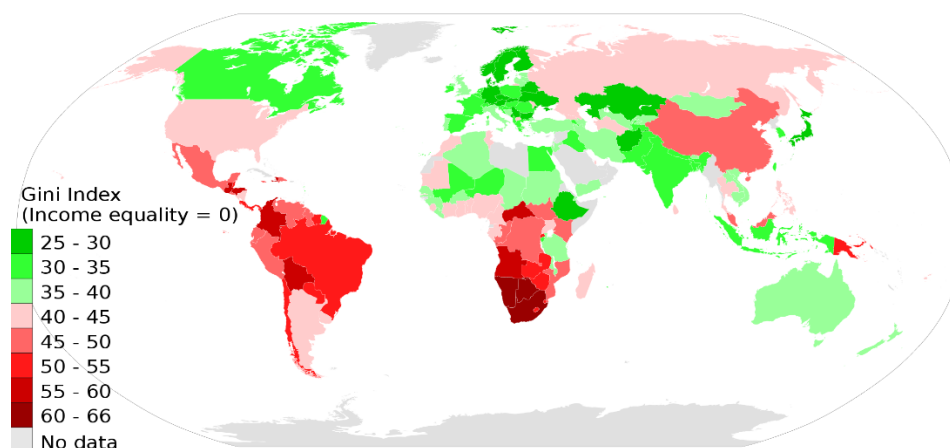 Gini Index
(Income equality = 0)
25 - 30
30 - 35
35 - 40
40 - 45
45 - 50
50 - 55
55 - 60
60 - 66
No data